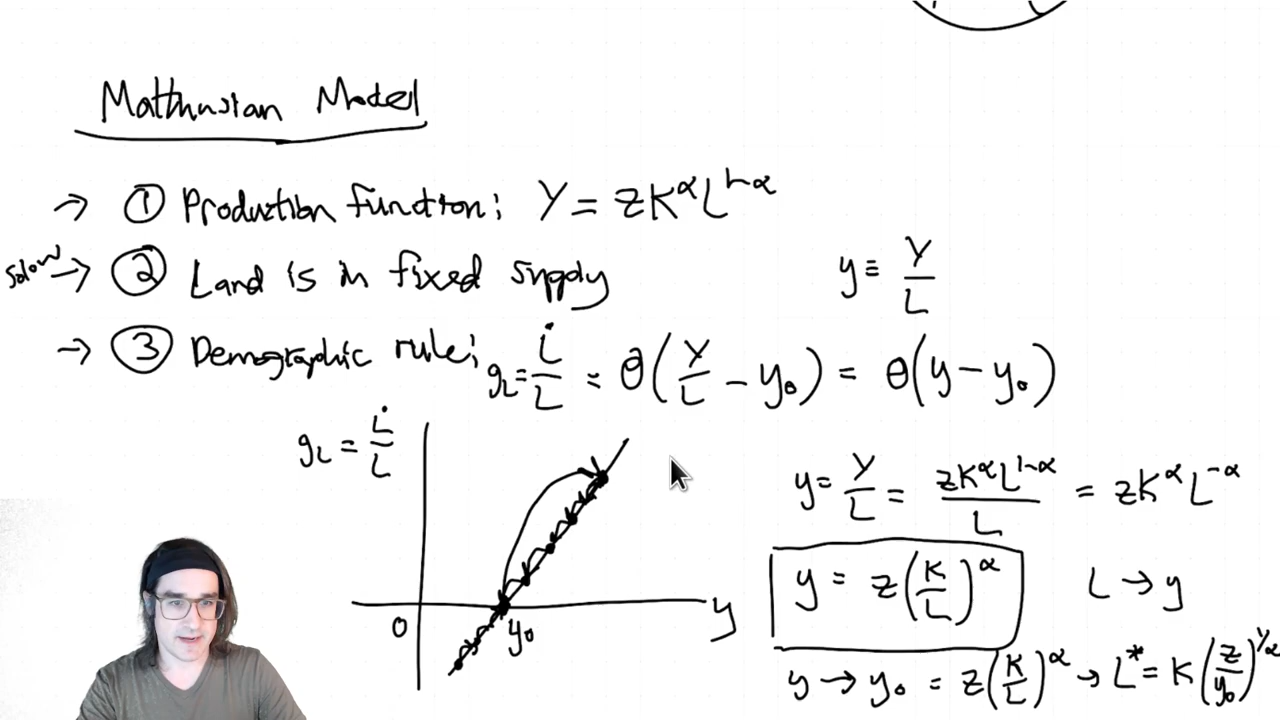 Malthusian Model
→ ① Production function: Y = zK^α L^{1-α}
Solow → ② Land is in fixed supply
y ≡ Y/L
→ ③ Demographic rule: g_L = L̇/L = θ(Y/L - y₀) = θ(y - y₀)
g_L = L̇/L
y = Y/L = zK^α L^{1-α}/L = zK^α L^{-α}
y = z(K/L)^α
L → y
0
y₀
y
y → y₀ = z(K/L)^α → L* = K(z/y₀)^{1/α}